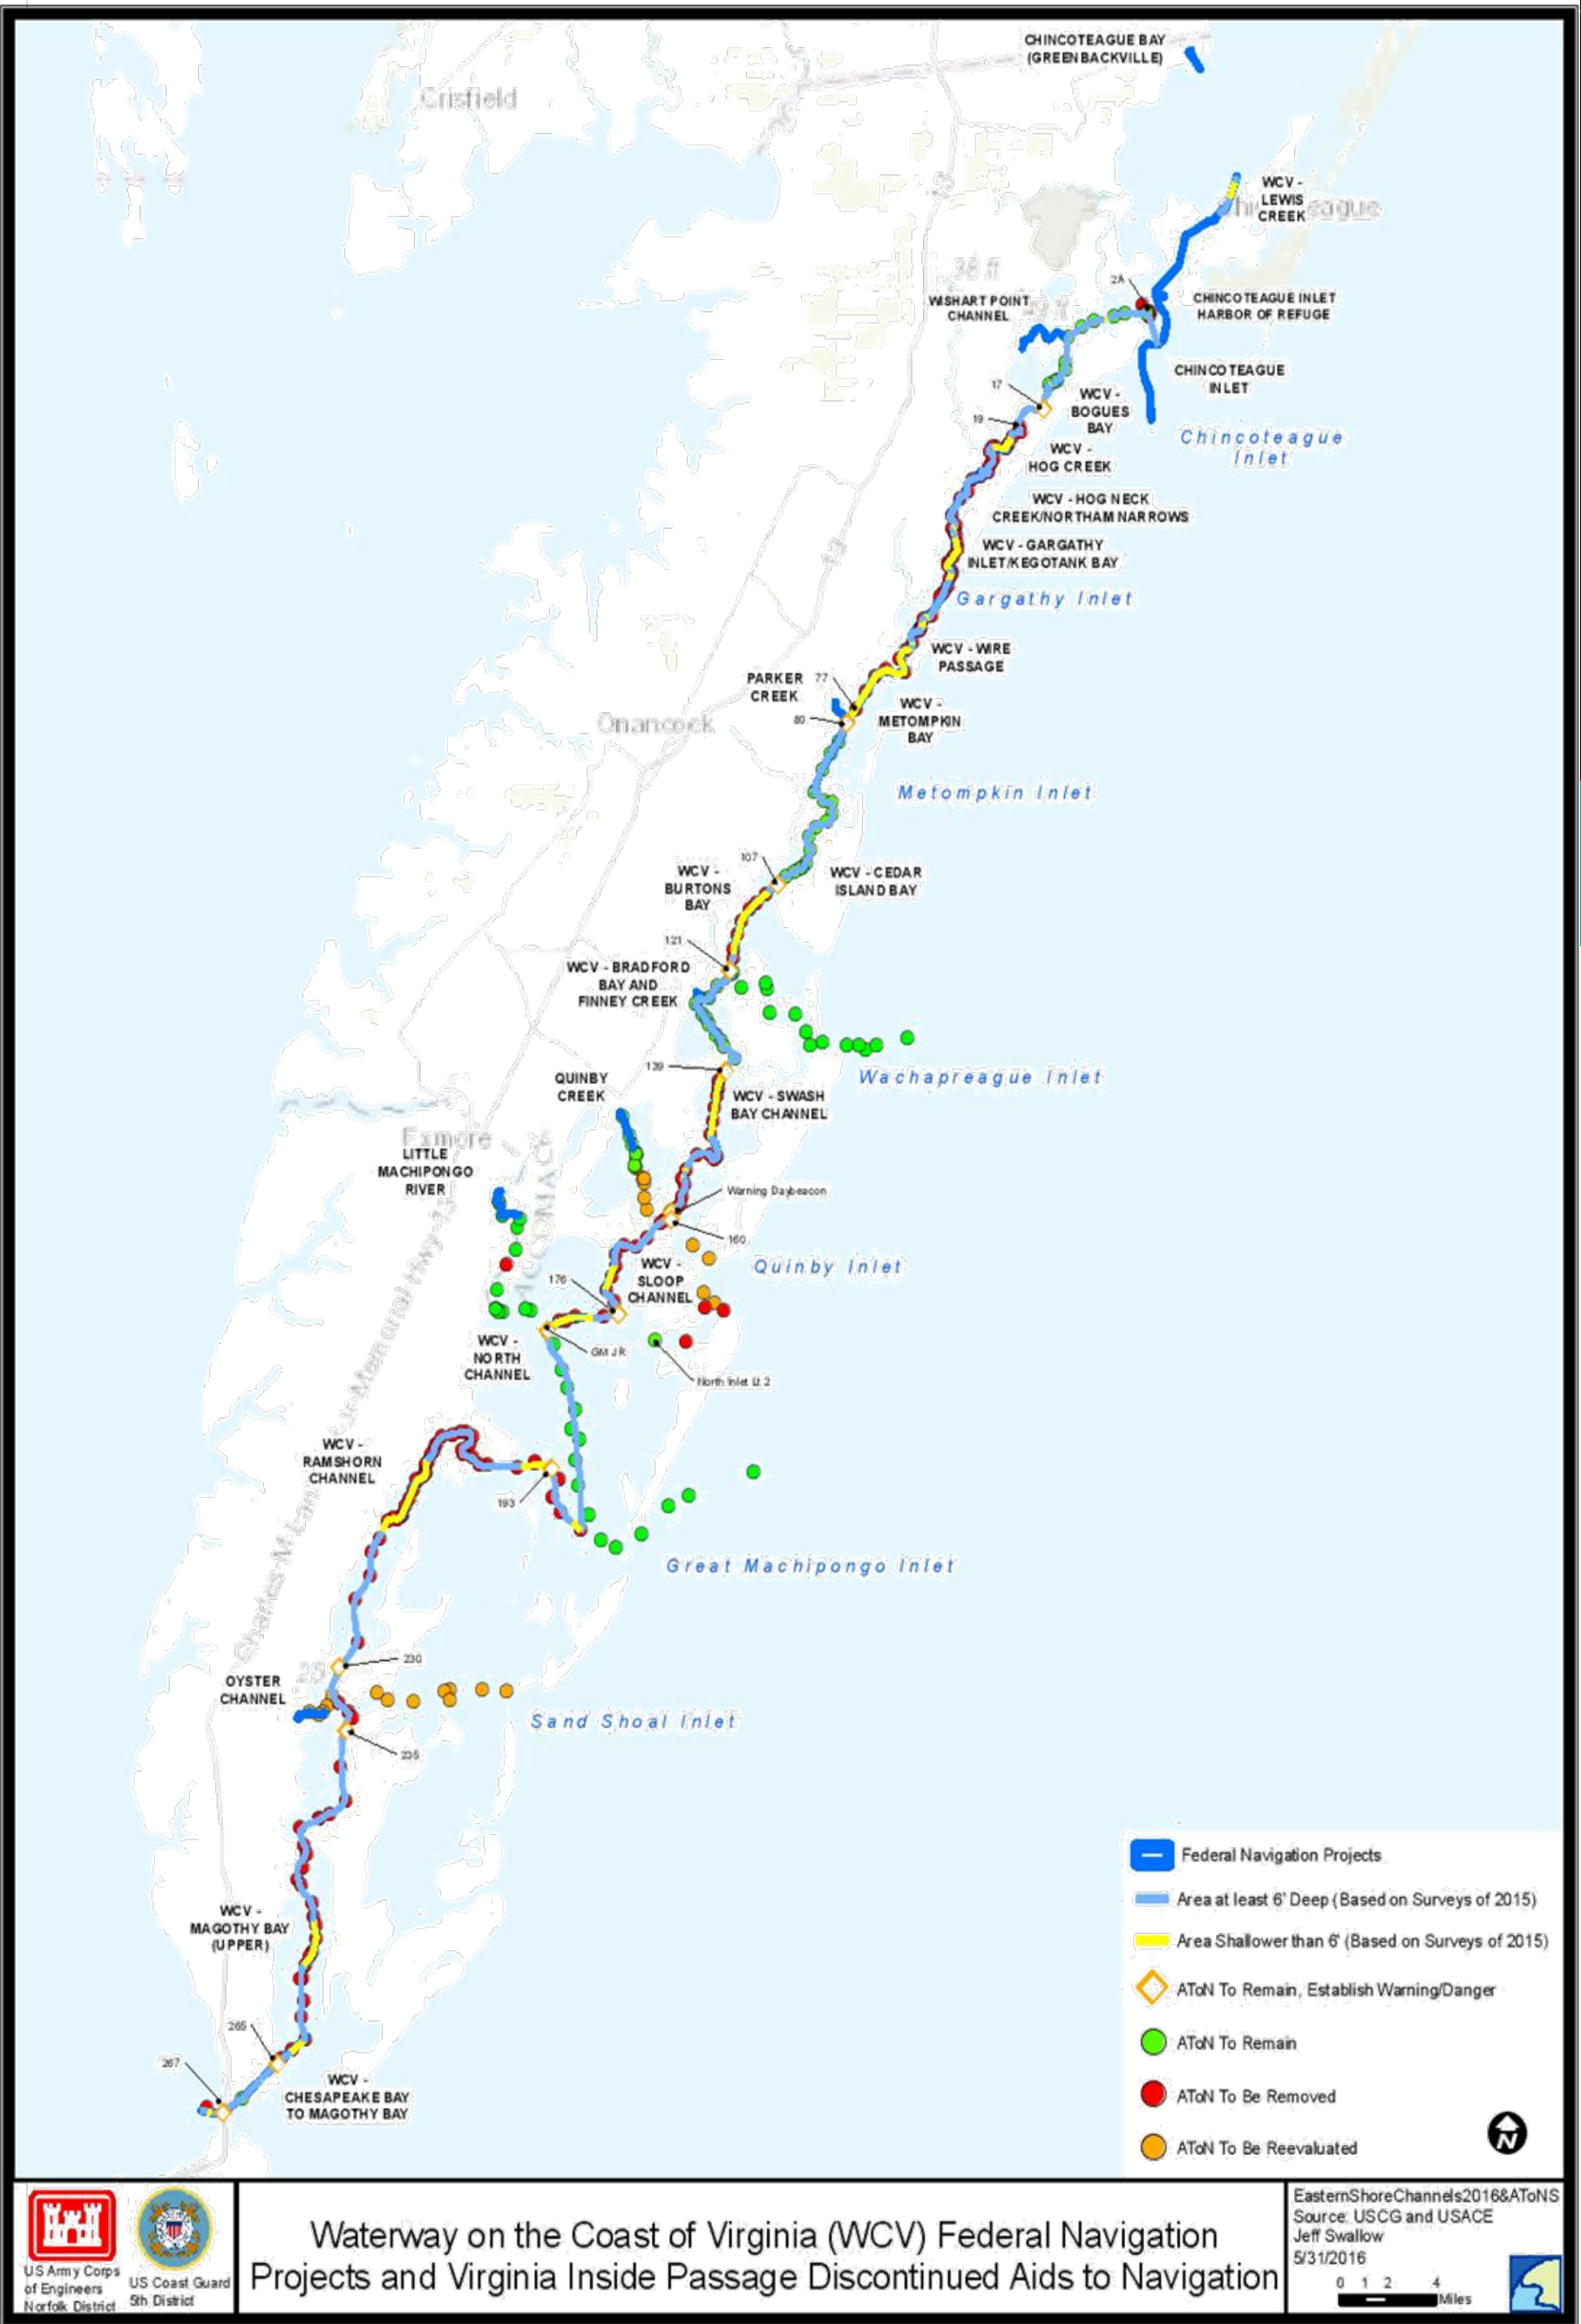 CHINCOTEAGUE BAY
(GREENBACKVILLE)
Crisfield
WCV -
LEWIS
CREEK
13
38 ft
2A
WISHART POINT
CHANNEL
CHINCOTEAGUE INLET
HARBOR OF REFUGE
CHINCOTEAGUE
INLET
17
WCV -
BOGUES
BAY
19
Chincoteague
Inlet
WCV -
HOG CREEK
WCV - HOG NECK
CREEK/NORTHAM NARROWS
WCV - GARGATHY
INLET/KEGOTANK BAY
13
Gargathy Inlet
WCV - WIRE
PASSAGE
PARKER
CREEK
77
WCV -
METOMPKIN
BAY
Onancock
80
Metompkin Inlet
107
WCV -
BURTONS
BAY
WCV - CEDAR
ISLAND BAY
121
WCV - BRADFORD
BAY AND
FINNEY CREEK
139
Wachapreague Inlet
QUINBY
CREEK
WCV - SWASH
BAY CHANNEL
Exmore
LITTLE
MACHIPONGO
RIVER
ACCOMACK
Warning Daybeacon
160
WCV -
SLOOP
CHANNEL
Quinby Inlet
176
WCV -
NORTH
CHANNEL
GM JR
North Inlet Lt 2
WCV -
RAMSHORN
CHANNEL
193
Great Machipongo Inlet
Charles M Lankford Jr Memorial Hwy 13
230
OYSTER
CHANNEL
Sand Shoal Inlet
235
WCV -
MAGOTHY BAY
(UPPER)
265
267
WCV -
CHESAPEAKE BAY
TO MAGOTHY BAY
Federal Navigation Projects
Area at least 6' Deep (Based on Surveys of 2015)
Area Shallower than 6' (Based on Surveys of 2015)
AToN To Remain, Establish Warning/Danger
AToN To Remain
AToN To Be Removed
AToN To Be Reevaluated
N
US Army Corps
of Engineers
Norfolk District
US Coast Guard
5th District
Waterway on the Coast of Virginia (WCV) Federal Navigation
Projects and Virginia Inside Passage Discontinued Aids to Navigation
EasternShoreChannels2016&AToNS
Source: USCG and USACE
Jeff Swallow
5/31/2016
0 1 2 4
Miles